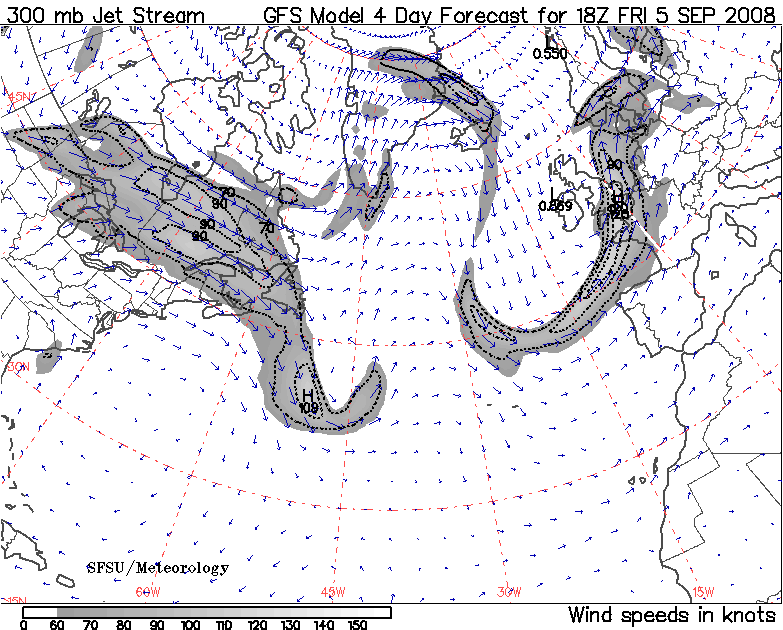 300 mb Jet Stream GFS Model 4 Day Forecast for 18Z FRI 5 SEP 2008
L
0.550
45N
90
70
90
L
0.869
90
70
90
30N
H
109
SFSU/Meteorology
15N
60W 45W 30W 15W
0 60 70 80 90 100 110 120 130 140 150
Wind speeds in knots